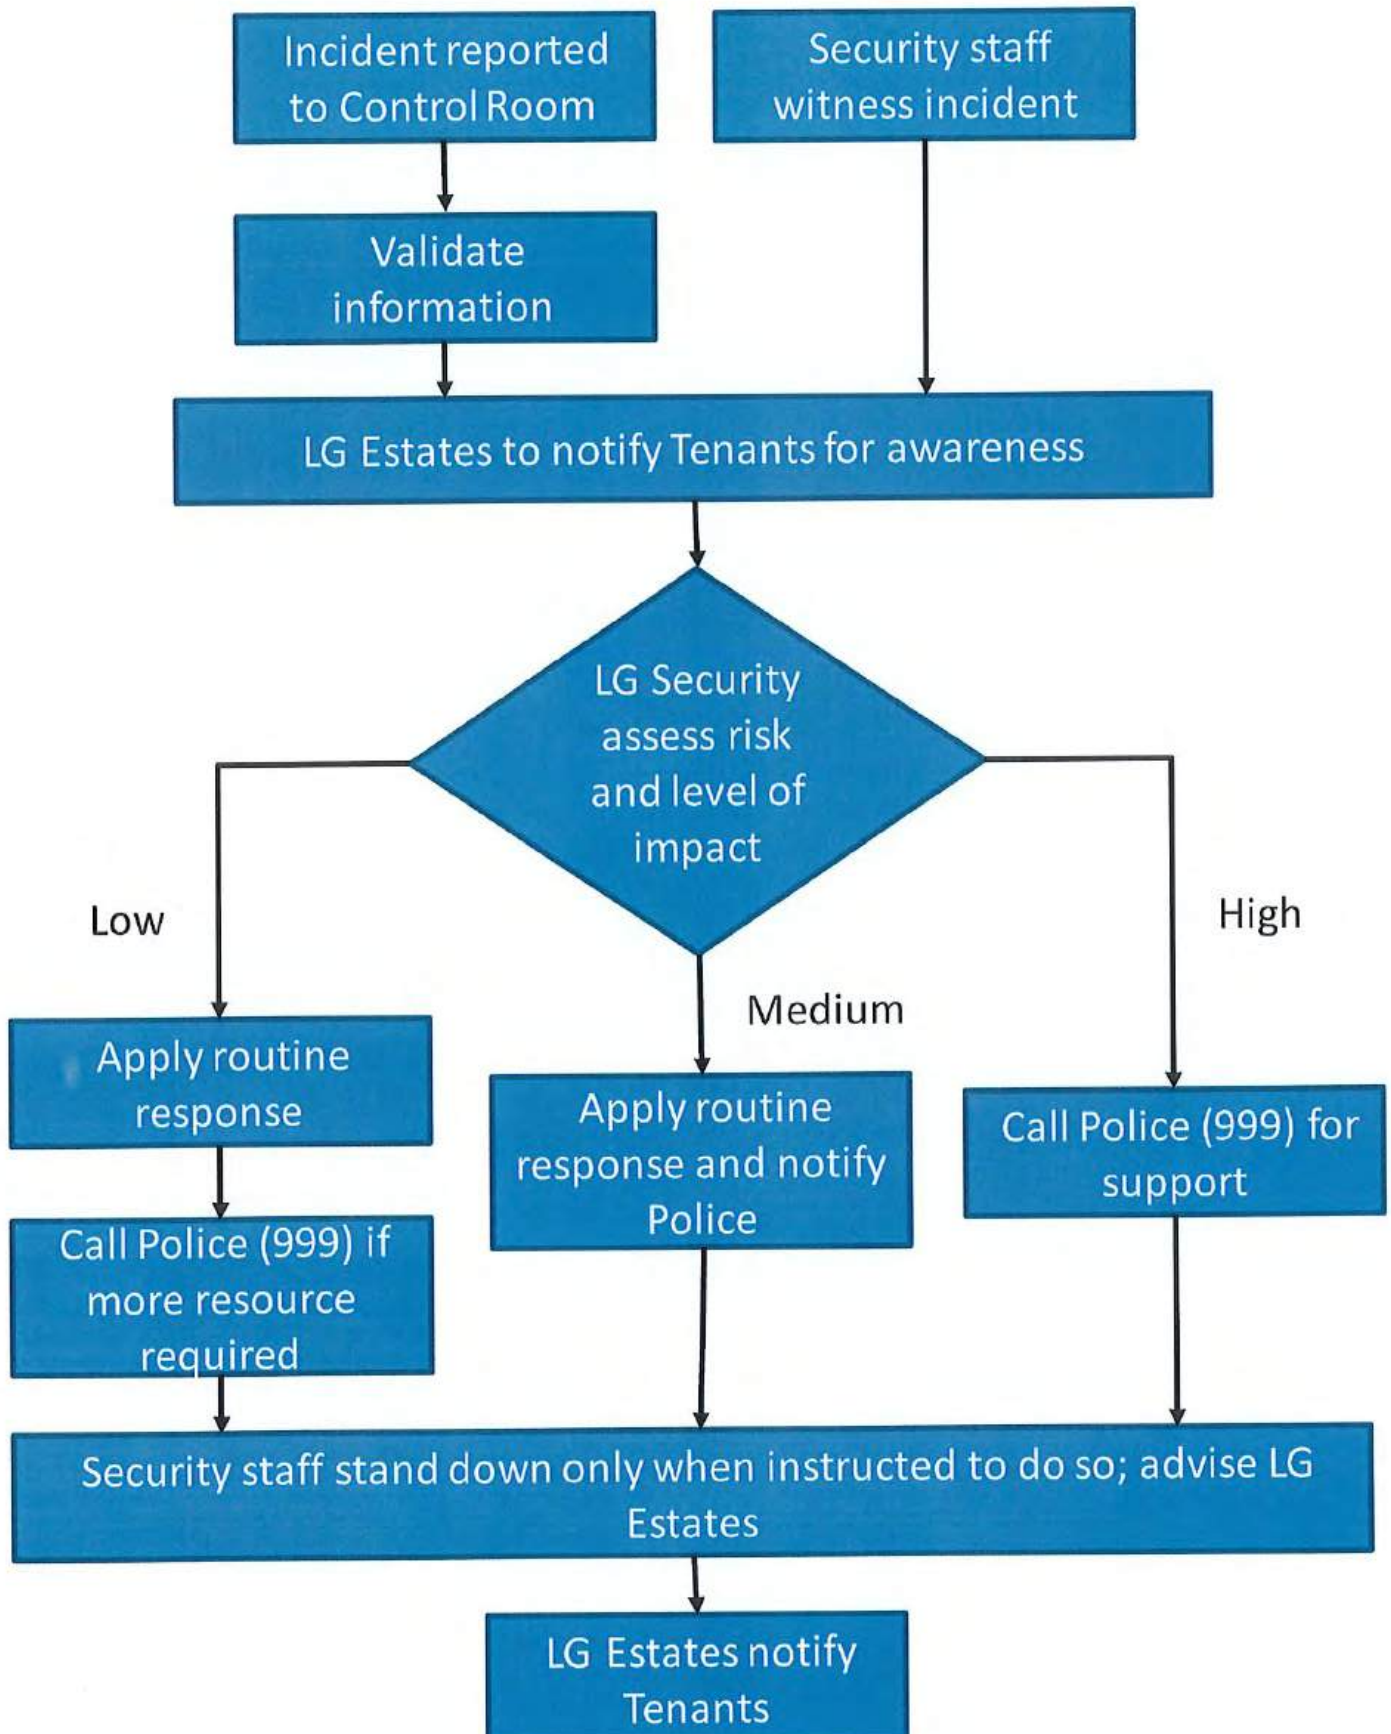 Incident reported
to Control Room
Security staff
witness incident
Validate
information
LG Estates to notify Tenants for awareness
LG Security
assess risk
and level of
impact
Low
High
Medium
Apply routine
response
Apply routine
response and notify
Police
Call Police (999) for
support
Call Police (999) if
more resource
required
Security staff stand down only when instructed to do so; advise LG
Estates
LG Estates notify
Tenants